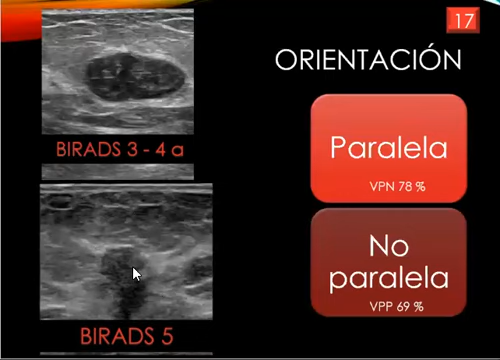 17
ORIENTACIÓN
BIRADS 3 - 4 a
Paralela
VPN 78 %
No
paralela
VPP 69 %
BIRADS 5